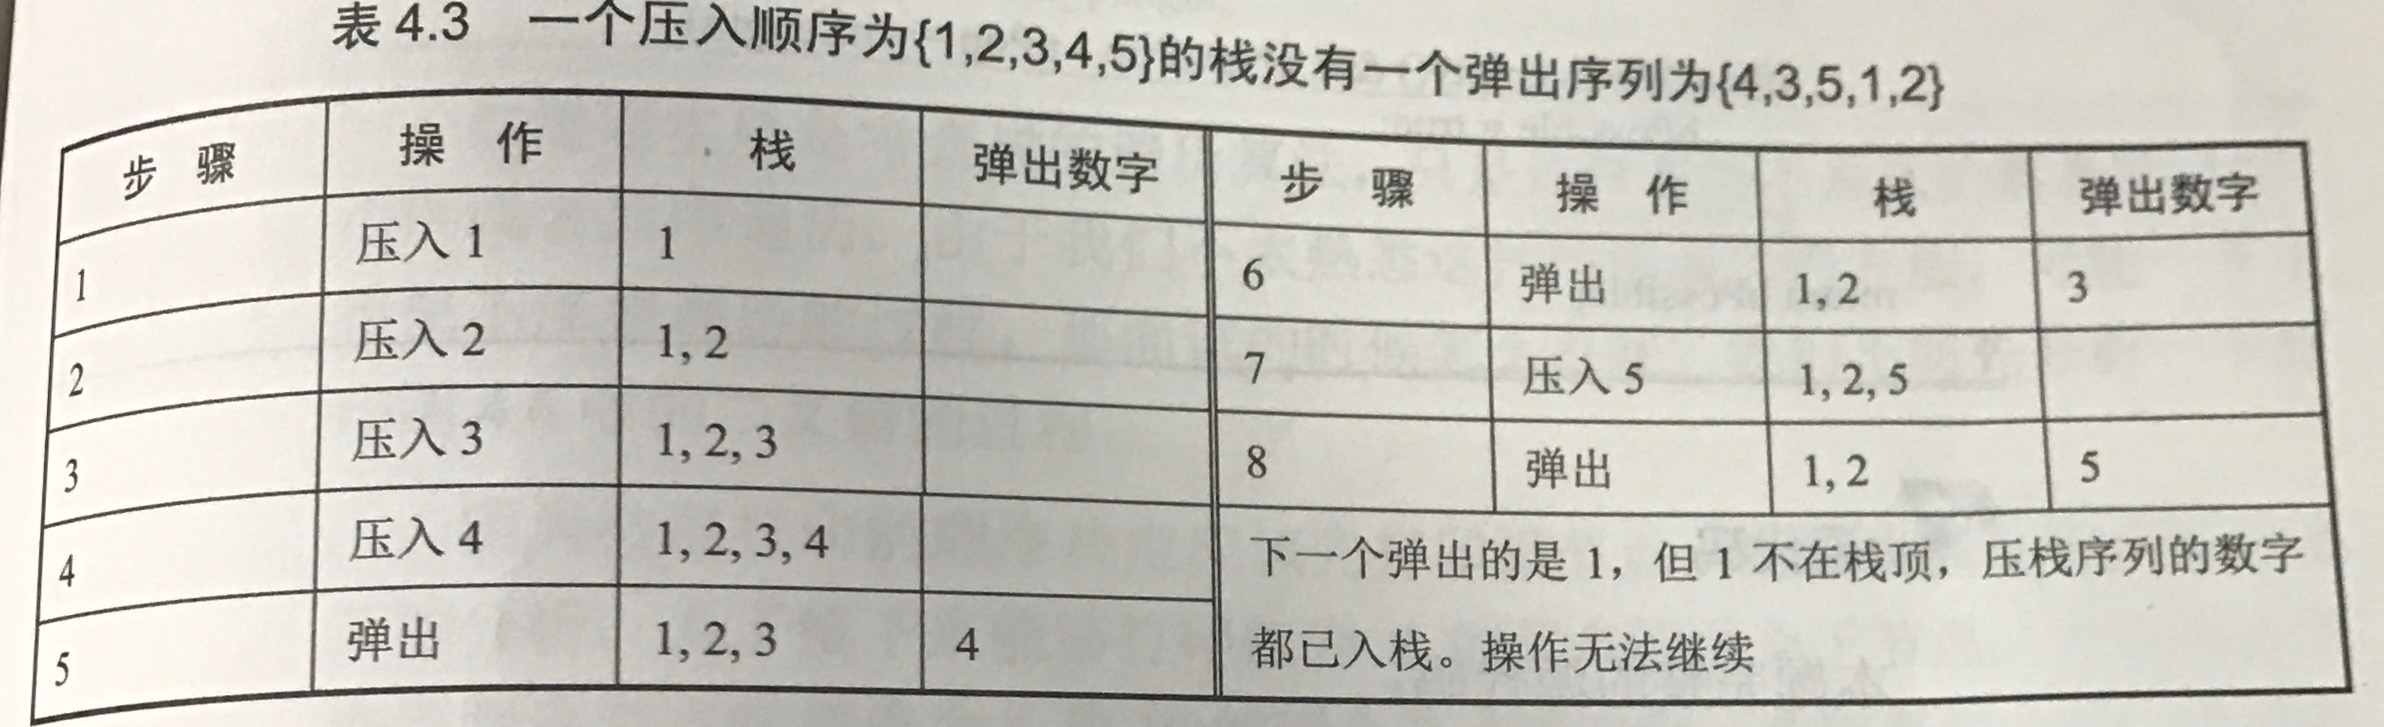 表 4.3 一个压入顺序为{1,2,3,4,5}的栈没有一个弹出序列为{4,3,5,1,2}
步 骤 操 作 栈 弹出数字
1 压入 1 1
2 压入 2 1, 2
3 压入 3 1, 2, 3
4 压入 4 1, 2, 3, 4
5 弹出 1, 2, 3 4
步 骤 操 作 栈 弹出数字
6 弹出 1, 2 3
7 压入 5 1, 2, 5
8 弹出 1, 2 5
下一个弹出的是 1，但 1 不在栈顶，压栈序列的数字
都已入栈。操作无法继续